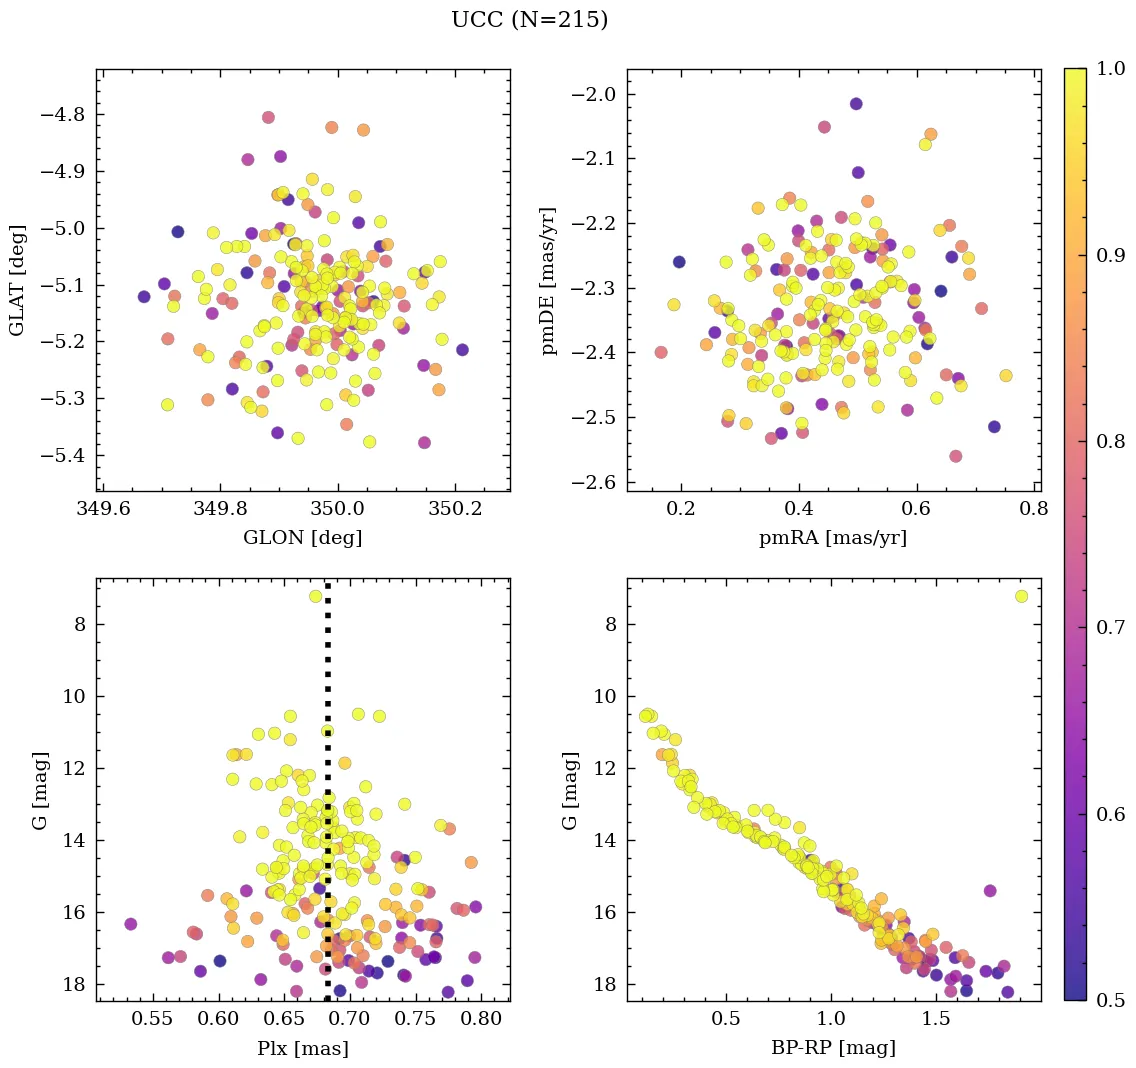 UCC (N=215)
−4.8
−4.9
−5.0
−5.1
−5.2
−5.3
−5.4
GLAT [deg]
349.6 349.8 350.0 350.2
GLON [deg]
−2.0
−2.1
−2.2
−2.3
−2.4
−2.5
−2.6
pmDE [mas/yr]
0.2 0.4 0.6 0.8
pmRA [mas/yr]
8
10
12
14
16
18
G [mag]
0.55 0.60 0.65 0.70 0.75 0.80
Plx [mas]
8
10
12
14
16
18
G [mag]
0.5 1.0 1.5
BP-RP [mag]
1.0
0.9
0.8
0.7
0.6
0.5